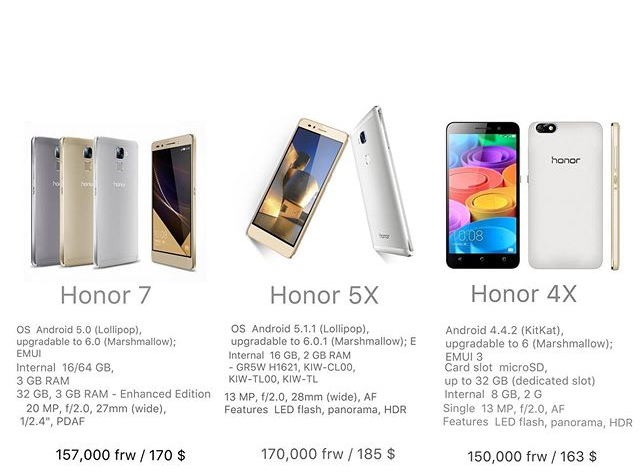 honor
honor
honor
honor
honor
Honor 7
OS Android 5.0 (Lollipop),
upgradable to 6.0 (Marshmallow);
EMUI
Internal 16/64 GB,
3 GB RAM
32 GB, 3 GB RAM - Enhanced Edition
20 MP, f/2.0, 27mm (wide),
1/2.4", PDAF
157,000 frw / 170 $
Honor 5X
OS Android 5.1.1 (Lollipop),
upgradable to 6.0.1 (Marshmallow); E
Internal 16 GB, 2 GB RAM
- GR5W H1621, KIW-CL00,
KIW-TL00, KIW-TL
13 MP, f/2.0, 28mm (wide), AF
Features LED flash, panorama, HDR
170,000 frw / 185 $
Honor 4X
Android 4.4.2 (KitKat),
upgradable to 6 (Marshmallow);
EMUI 3
Card slot microSD,
up to 32 GB (dedicated slot)
Internal 8 GB, 2 G
Single 13 MP, f/2.0, AF
Features LED flash, panorama, HDR
150,000 frw / 163 $